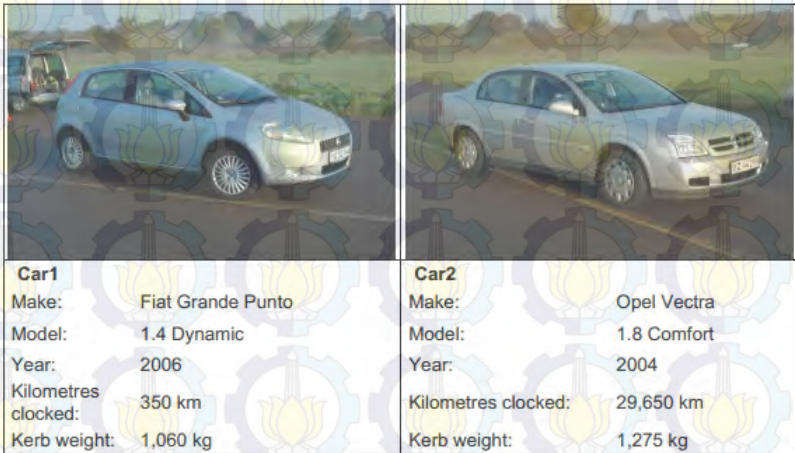 Car1
Make: Fiat Grande Punto
Model: 1.4 Dynamic
Year: 2006
Kilometres
clocked: 350 km
Kerb weight: 1,060 kg
Car2
Make: Opel Vectra
Model: 1.8 Comfort
Year: 2004
Kilometres clocked: 29,650 km
Kerb weight: 1,275 kg